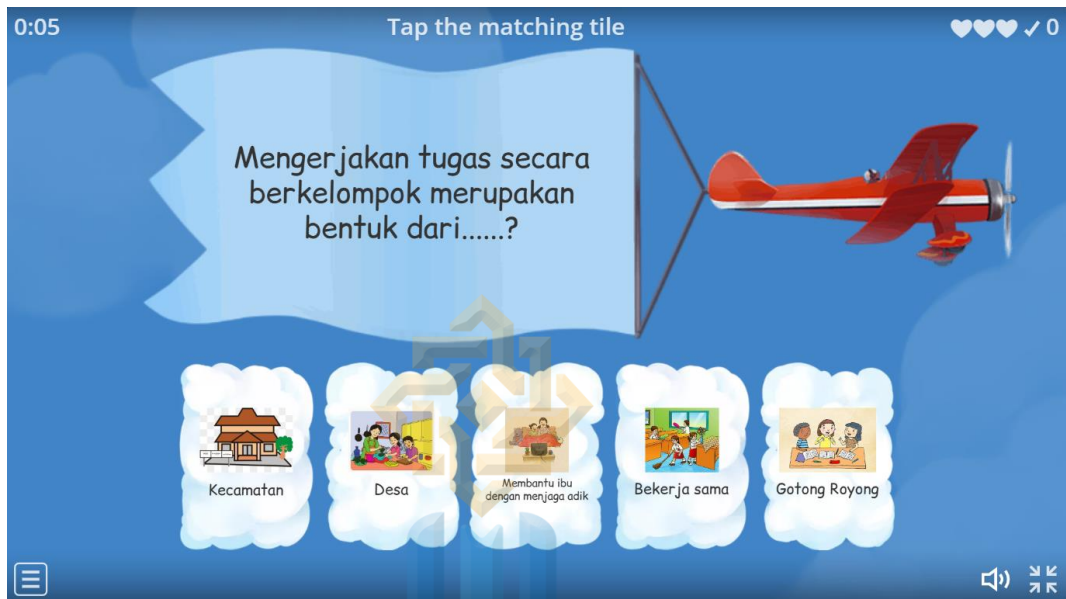 0:05
Tap the matching tile
0
Mengerjakan tugas secara
berkelompok merupakan
bentuk dari......?
Kecamatan
Desa
Membantu ibu
dengan menjaga adik
Bekerja sama
Gotong Royong